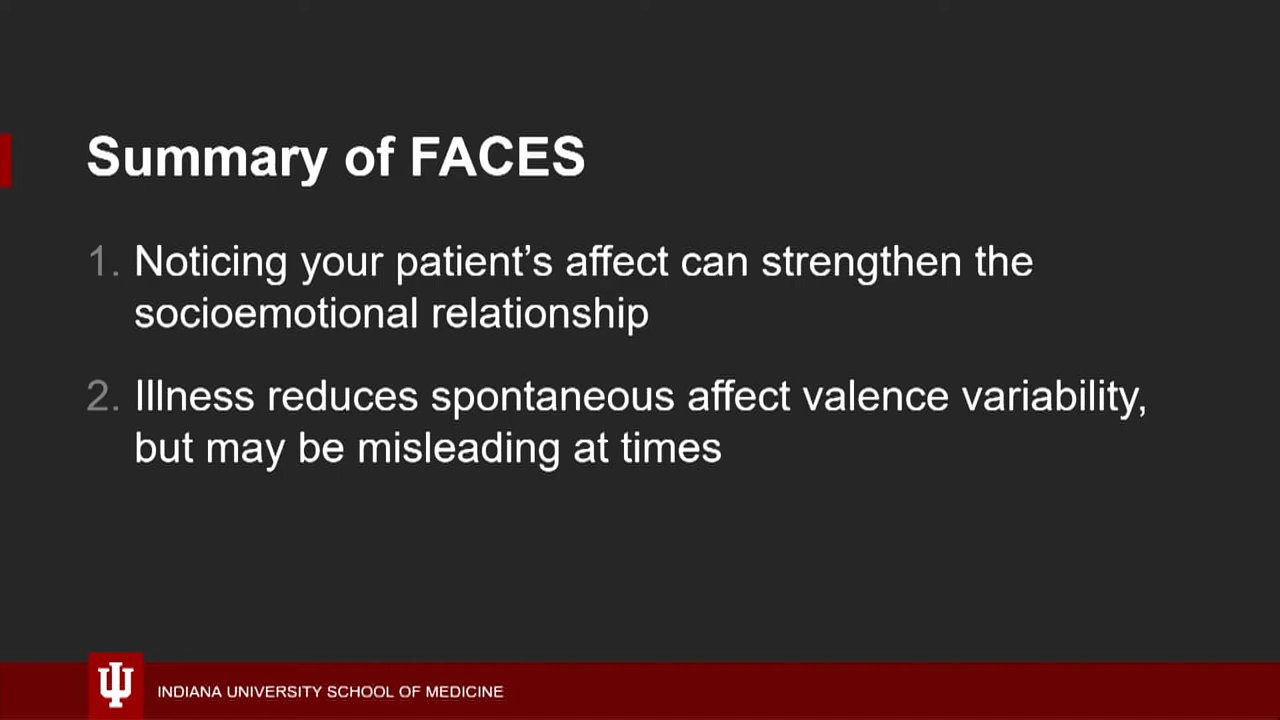 Summary of FACES
1. Noticing your patient’s affect can strengthen the
socioemotional relationship
2. Illness reduces spontaneous affect valence variability,
but may be misleading at times
INDIANA UNIVERSITY SCHOOL OF MEDICINE